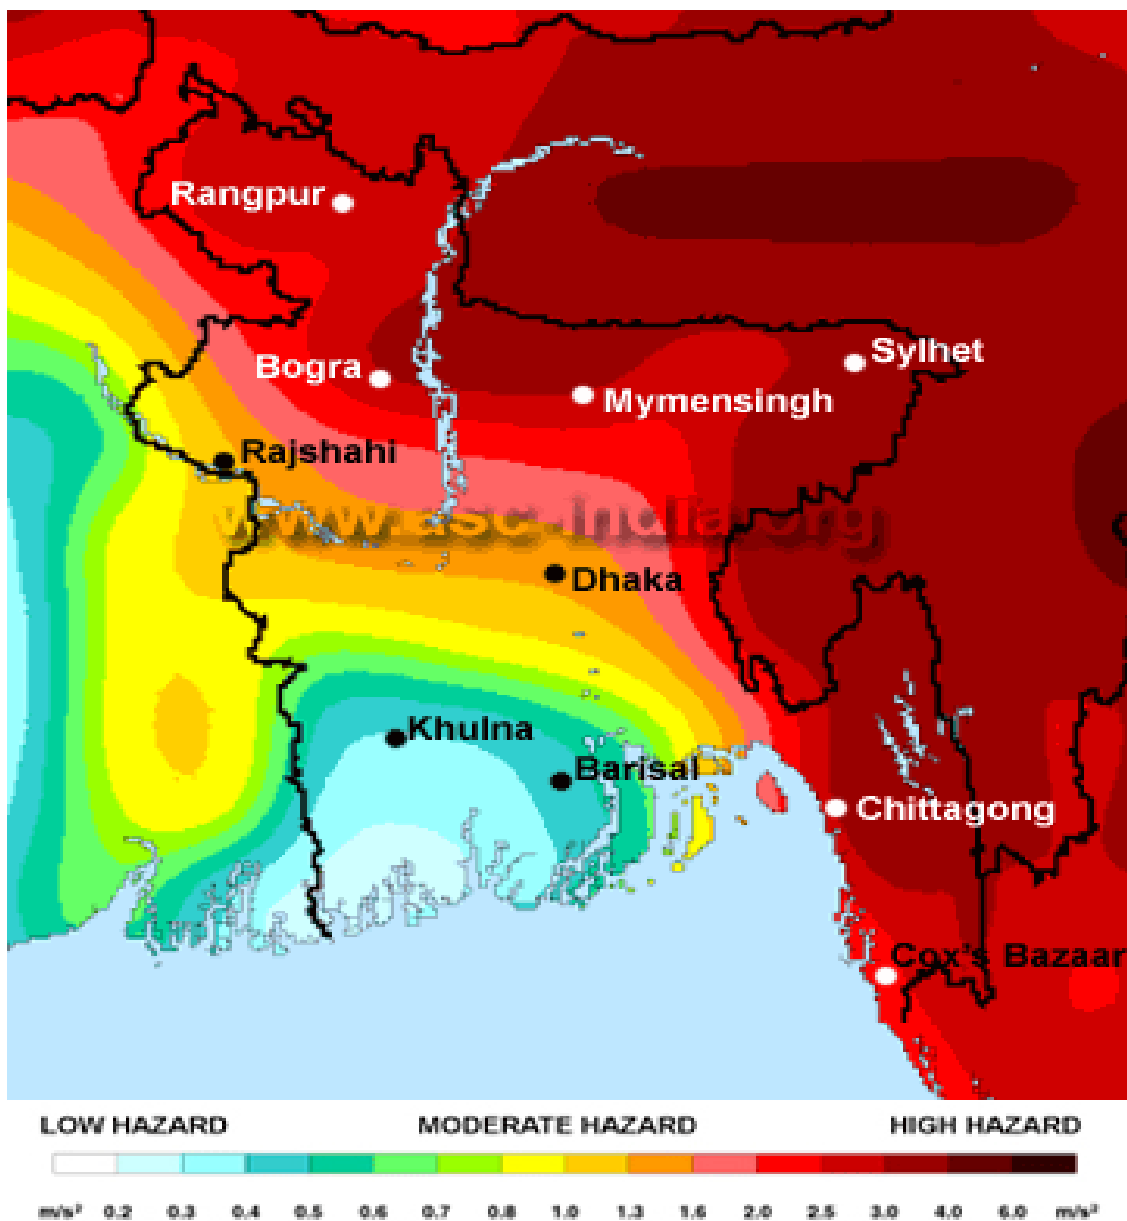 Rangpur
Sylhet
Bogra
Mymensingh
Rajshahi
www.asc-india.org
Dhaka
Khulna
Barisal
Chittagong
Cox's Bazaar
LOW HAZARD MODERATE HAZARD HIGH HAZARD
m/s² 0.2 0.3 0.4 0.5 0.6 0.7 0.8 1.0 1.3 1.6 2.0 2.5 3.0 4.0 6.0 m/s²